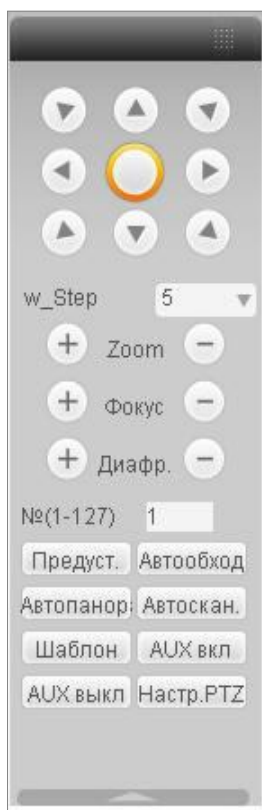 w_Step 5
+ Zoom −
+ Фокус −
+ Диафр. −
№(1-127) 1
Предуст. Автообход
Автопанора Автоскан.
Шаблон AUX вкл
AUX выкл Настр.PTZ